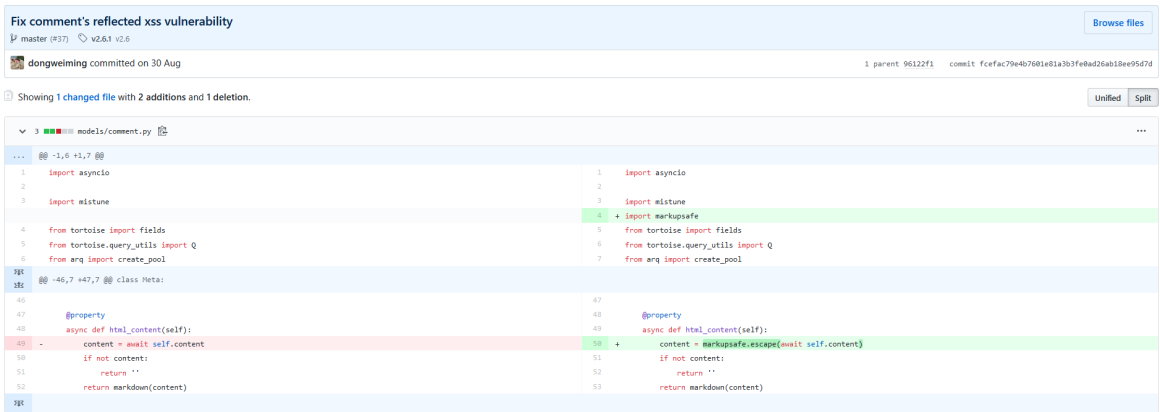 Fix comment's reflected xss vulnerability
Browse files
master (#37) v2.6.1 v2.6
dongweiming committed on 30 Aug
1 parent 96122f1 commit fcefac79e4b7601e81a3b3fe0ad26ab18ee95d7d
Showing 1 changed file with 2 additions and 1 deletion.
Unified Split
3 models/comment.py
...
... @@ -1,6 +1,7 @@
1 import asyncio 1 import asyncio
2 2
3 import mistune 3 import mistune
4 + import markupsafe
4 from tortoise import fields 5 from tortoise import fields
5 from tortoise.query_utils import Q 6 from tortoise.query_utils import Q
6 from arq import create_pool 7 from arq import create_pool
@@ -46,7 +47,7 @@ class Meta:
46 47
47 @property 48 @property
48 async def html_content(self): 49 async def html_content(self):
49 - content = await self.content 50 + content = markupsafe.escape(await self.content)
50 if not content: 51 if not content:
51 return '' 52 return ''
52 return markdown(content) 53 return markdown(content)